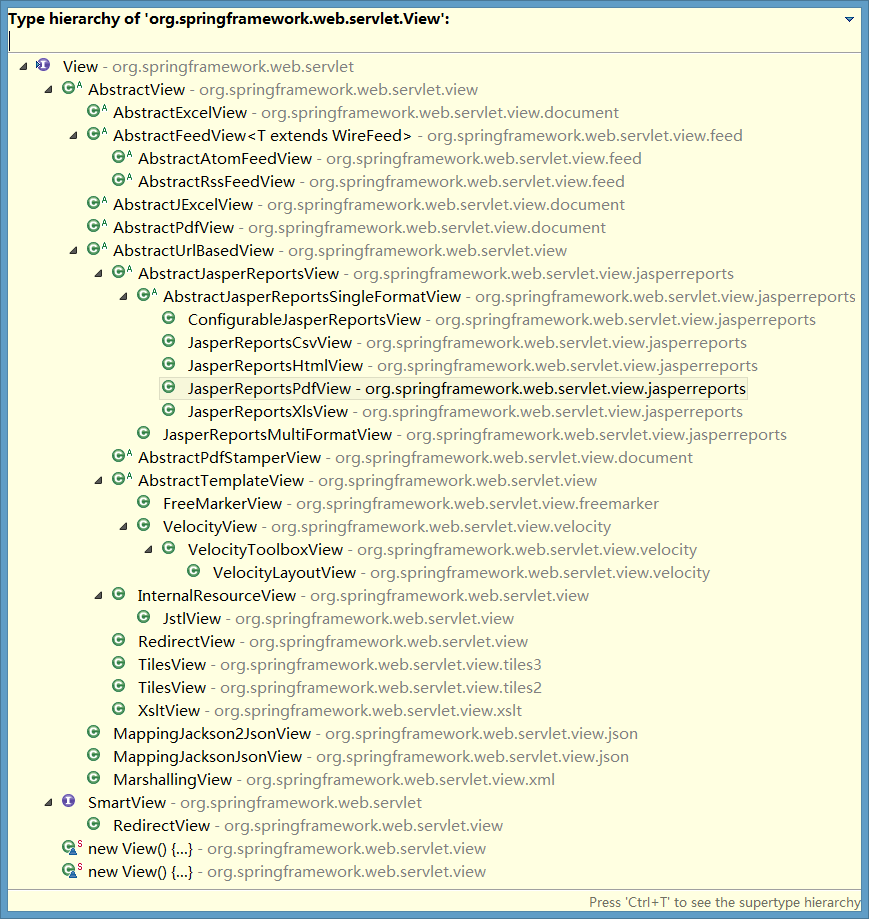 Type hierarchy of 'org.springframework.web.servlet.View':
View - org.springframework.web.servlet
AbstractView - org.springframework.web.servlet.view
AbstractExcelView - org.springframework.web.servlet.view.document
AbstractFeedView<T extends WireFeed> - org.springframework.web.servlet.view.feed
AbstractAtomFeedView - org.springframework.web.servlet.view.feed
AbstractRssFeedView - org.springframework.web.servlet.view.feed
AbstractJExcelView - org.springframework.web.servlet.view.document
AbstractPdfView - org.springframework.web.servlet.view.document
AbstractUrlBasedView - org.springframework.web.servlet.view
AbstractJasperReportsView - org.springframework.web.servlet.view.jasperreports
AbstractJasperReportsSingleFormatView - org.springframework.web.servlet.view.jasperreports
ConfigurableJasperReportsView - org.springframework.web.servlet.view.jasperreports
JasperReportsCsvView - org.springframework.web.servlet.view.jasperreports
JasperReportsHtmlView - org.springframework.web.servlet.view.jasperreports
JasperReportsPdfView - org.springframework.web.servlet.view.jasperreports
JasperReportsXlsView - org.springframework.web.servlet.view.jasperreports
JasperReportsMultiFormatView - org.springframework.web.servlet.view.jasperreports
AbstractPdfStamperView - org.springframework.web.servlet.view.document
AbstractTemplateView - org.springframework.web.servlet.view
FreeMarkerView - org.springframework.web.servlet.view.freemarker
VelocityView - org.springframework.web.servlet.view.velocity
VelocityToolboxView - org.springframework.web.servlet.view.velocity
VelocityLayoutView - org.springframework.web.servlet.view.velocity
InternalResourceView - org.springframework.web.servlet.view
JstlView - org.springframework.web.servlet.view
RedirectView - org.springframework.web.servlet.view
TilesView - org.springframework.web.servlet.view.tiles3
TilesView - org.springframework.web.servlet.view.tiles2
XsltView - org.springframework.web.servlet.view.xslt
MappingJackson2JsonView - org.springframework.web.servlet.view.json
MappingJacksonJsonView - org.springframework.web.servlet.view.json
MarshallingView - org.springframework.web.servlet.view.xml
SmartView - org.springframework.web.servlet
RedirectView - org.springframework.web.servlet.view
new View() {...} - org.springframework.web.servlet.view
new View() {...} - org.springframework.web.servlet.view
Press 'Ctrl+T' to see the supertype hierarchy